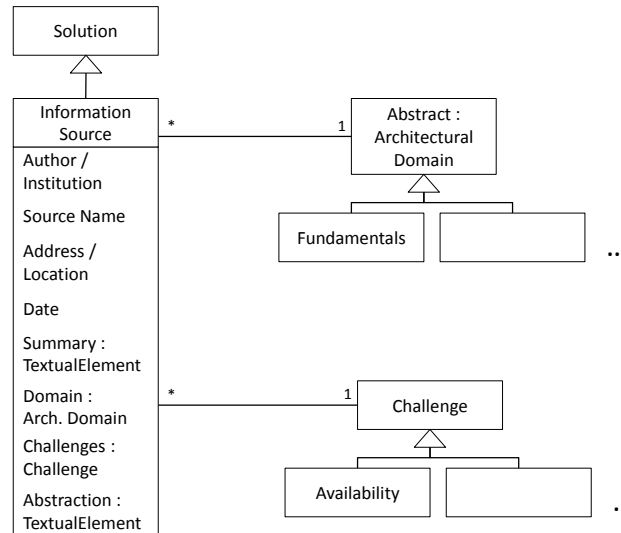 Solution
Information
Source
Author /
Institution
Source Name
Address /
Location
Date
Summary :
TextualElement
Domain :
Arch. Domain
Challenges :
Challenge
Abstraction :
TextualElement
*
1
Abstract :
Architectural
Domain
Fundamentals
..
*
1
Challenge
Availability
.